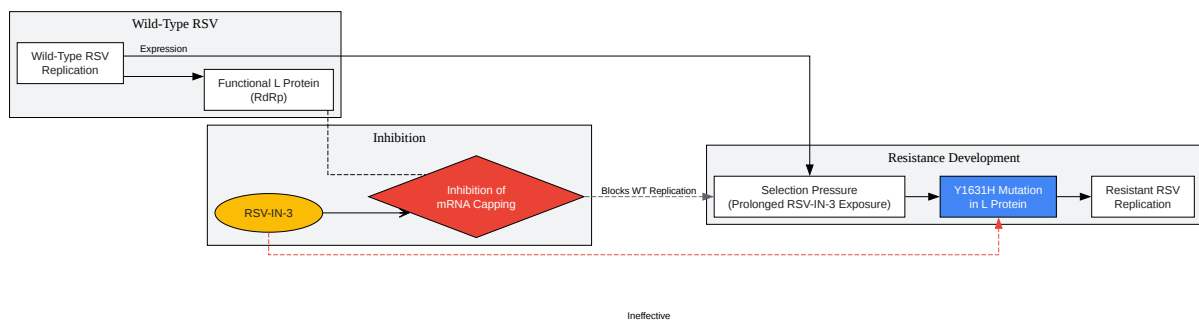 Wild-Type RSV
Wild-Type RSV
Replication
Expression
Functional L Protein
(RdRp)
Inhibition
RSV-IN-3
Inhibition of
mRNA Capping
Blocks WT Replication
Resistance Development
Selection Pressure
(Prolonged RSV-IN-3 Exposure)
Y1631H Mutation
in L Protein
Resistant RSV
Replication
Ineffective